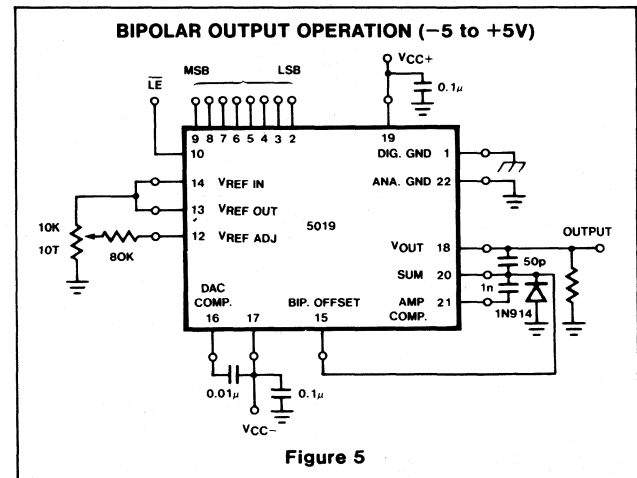 BIPOLAR OUTPUT OPERATION (−5 to +5V)
VCC+
MSB LSB
LE
0.1μ
9 8 7 6 5 4 3 2
19
10
DIG. GND 1
14 VREF IN
ANA. GND 22
13 VREF OUT
5019
OUTPUT
10K
10T
80K
12 VREF ADJ
VOUT 18
50p
SUM 20
1n
DAC
COMP.
BIP. OFFSET
AMP 21
COMP.
1N914
16 17 15
0.01μ
0.1μ
VCC−
Figure 5